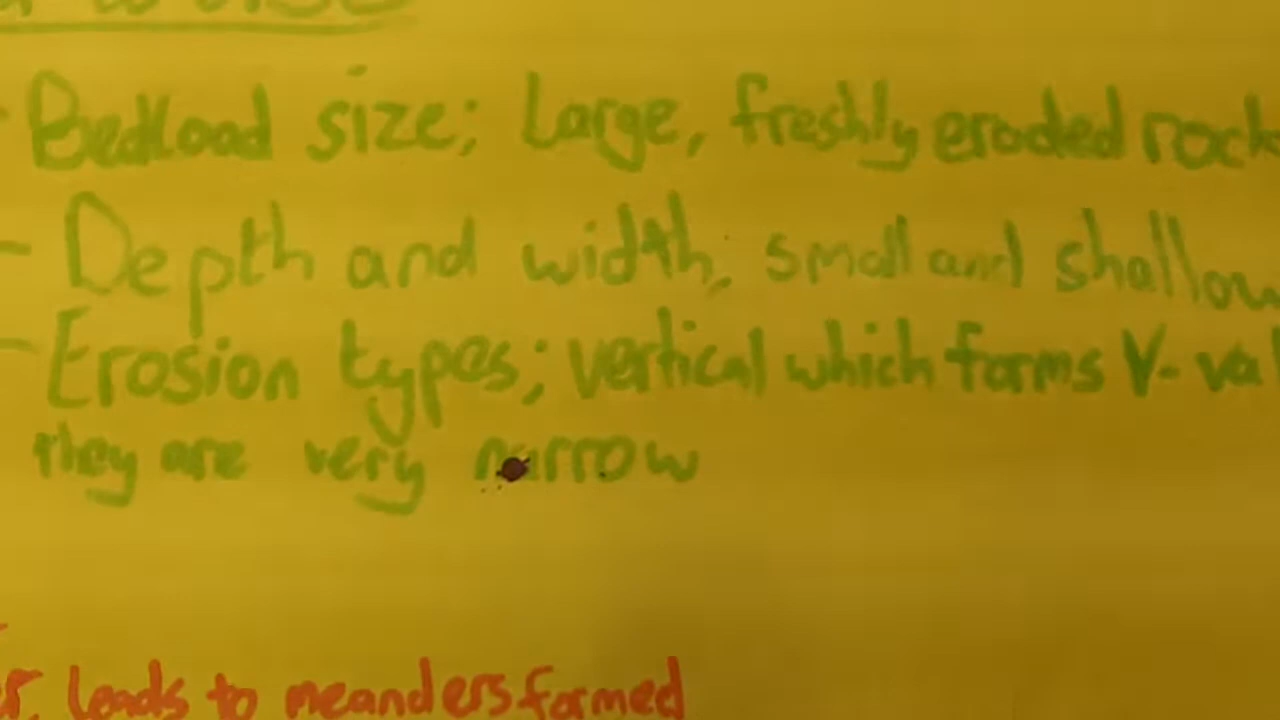 - Bedload size; Large, freshly eroded rock
- Depth and width, small and shallow
- Erosion types; vertical which forms V-val
they are very narrow
leads to meanders formed